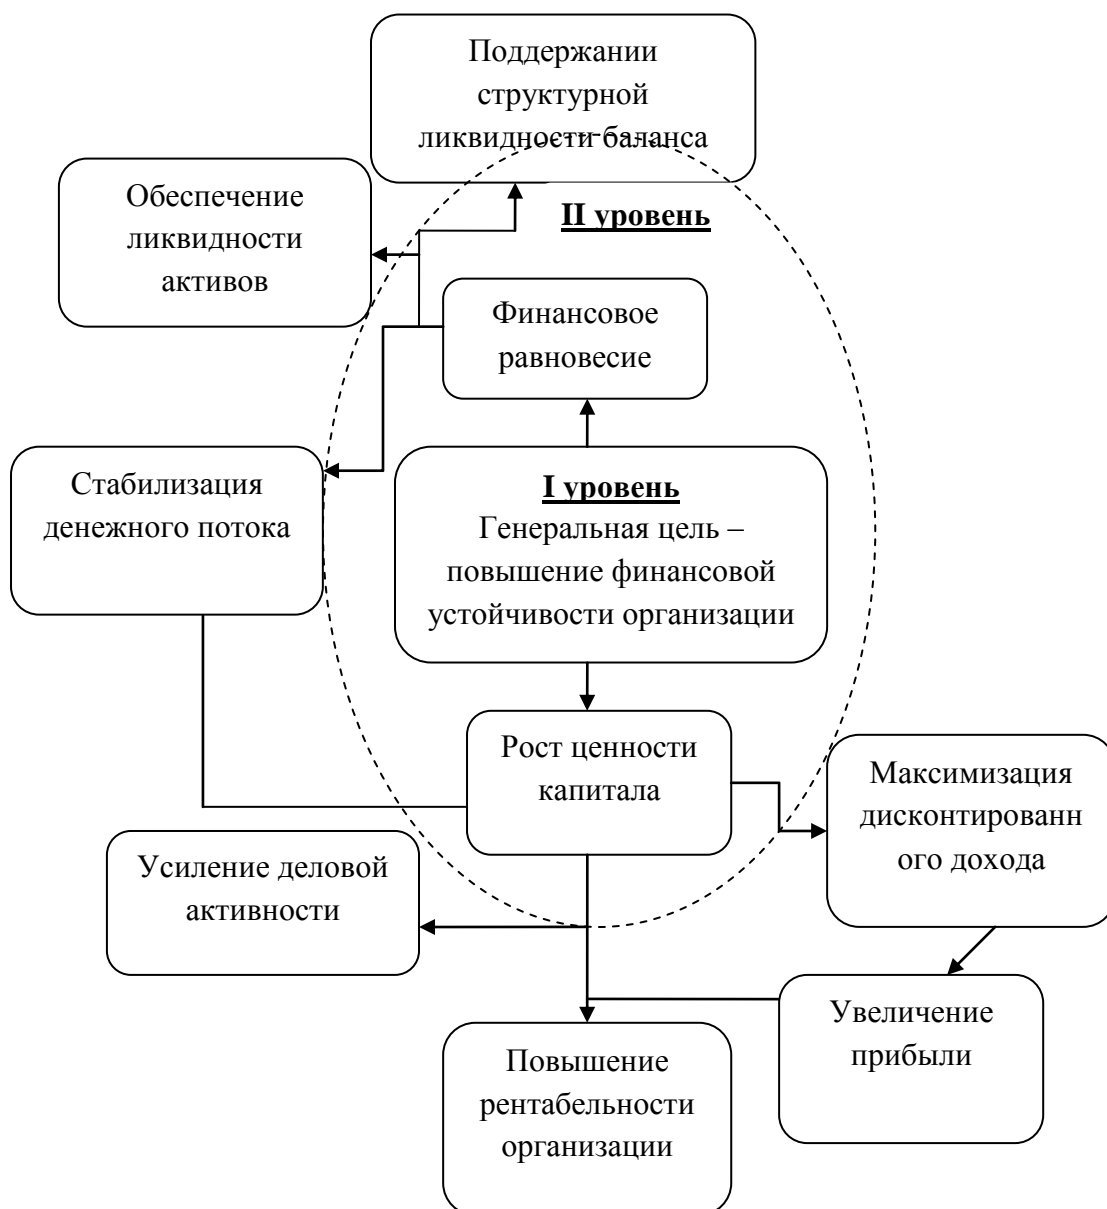 Поддержании
структурной
ликвидности баланса
Обеспечение
ликвидности
активов
II уровень
Финансовое
равновесие
Стабилизация
денежного потока
I уровень
Генеральная цель –
повышение финансовой
устойчивости организации
Рост ценности
капитала
Максимизация
дисконтированн
ого дохода
Усиление деловой
активности
Увеличение
прибыли
Повышение
рентабельности
организации